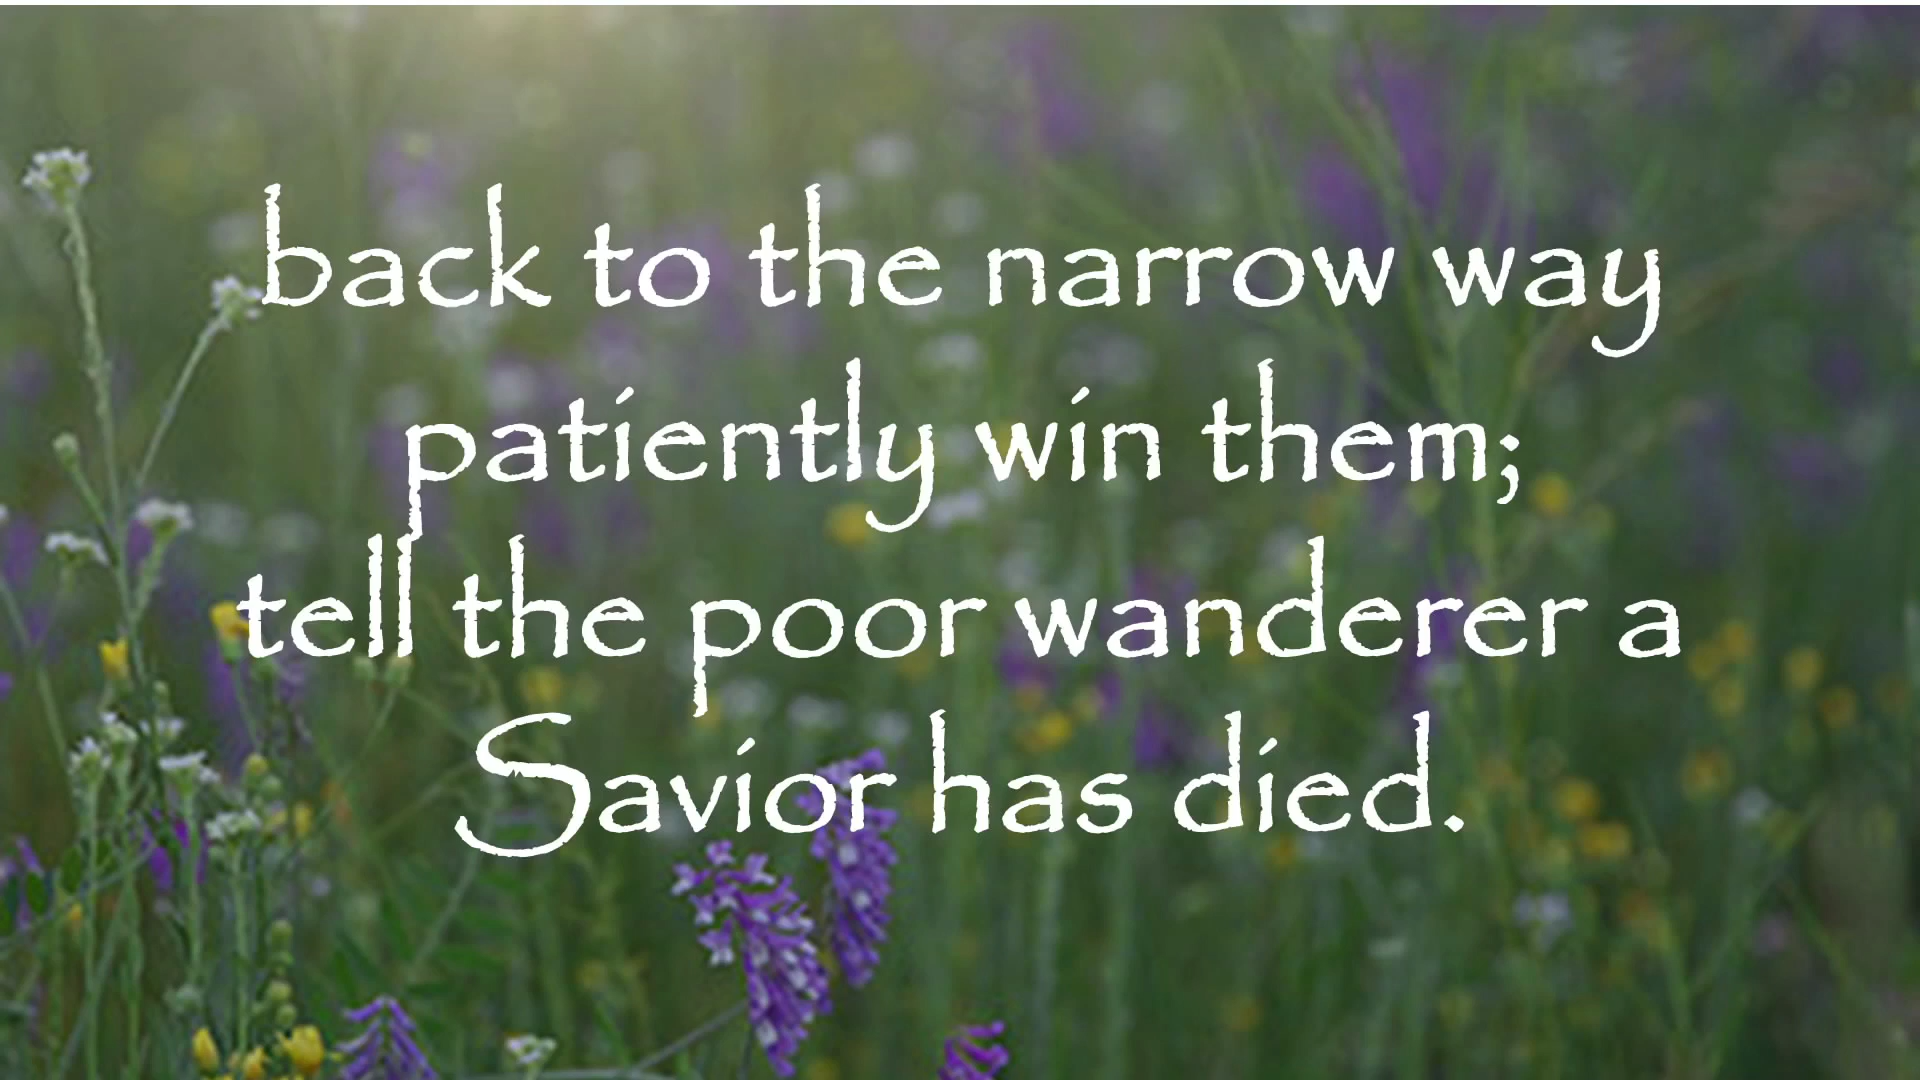 back to the narrow way
patiently win them;
tell the poor wanderer a
Savior has died.